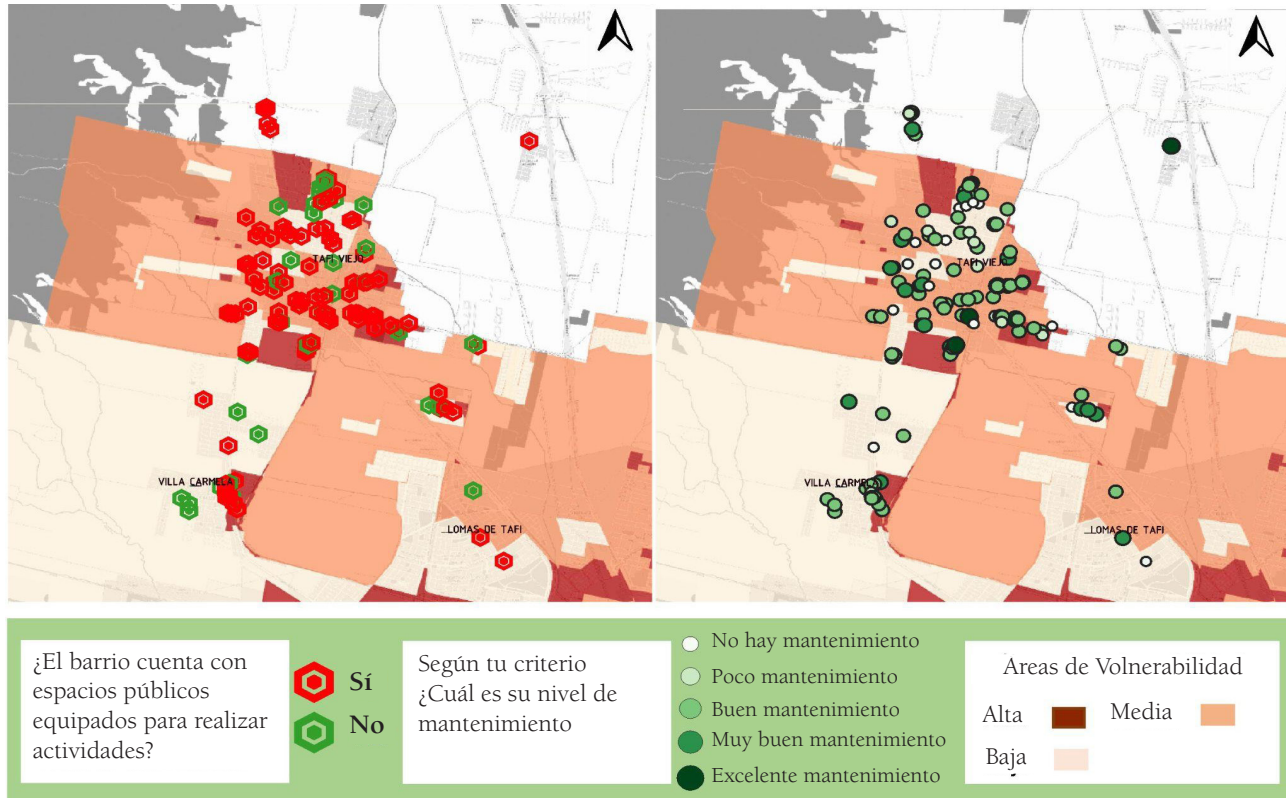 TAFI VIEJO
VILLA CARMELA
LOMAS DE TAFI
TAFI VIEJO
VILLA CARMELA
LOMAS DE TAFI
¿El barrio cuenta con
espacios públicos
equipados para realizar
actividades?
Sí
No
Según tu criterio
¿Cuál es su nivel de
mantenimiento
No hay mantenimiento
Poco mantenimiento
Buen mantenimiento
Muy buen mantenimiento
Excelente mantenimiento
Areas de Volnerabilidad
Alta
Media
Baja